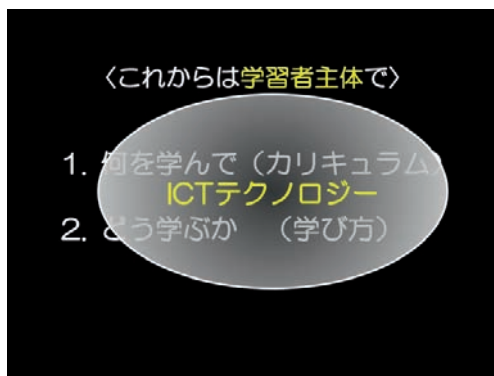 〈これからは学習者主体で〉
1. 何を学んで（カリキュラム）
ICTテクノロジー
2. どう学ぶか　（学び方）